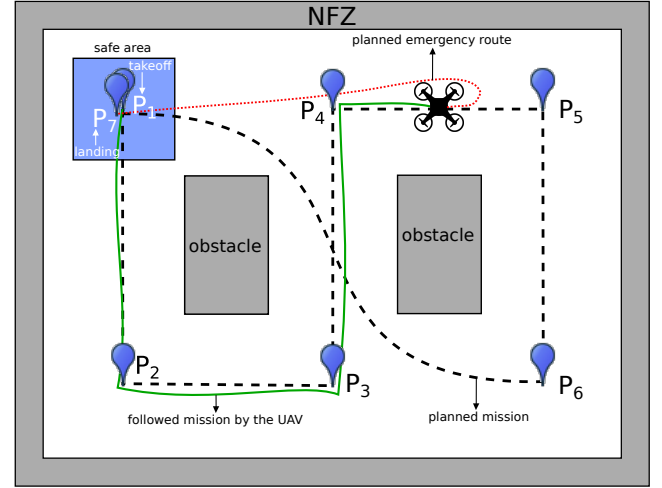 NFZ
safe area
planned emergency route
takeoff
P1
P7
landing
P4
P5
obstacle
obstacle
P2
P3
P6
followed mission by the UAV
planned mission